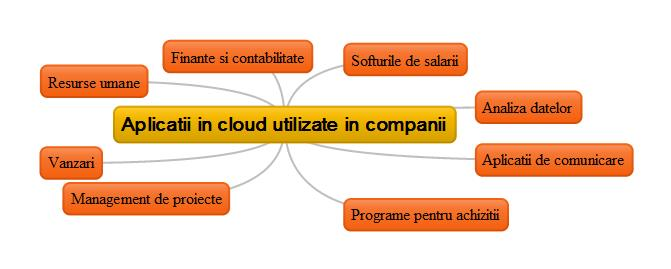 Finante si contabilitate
Softurile de salarii
Resurse umane
Analiza datelor
Aplicatii in cloud utilizate in companii
Vanzari
Aplicatii de comunicare
Management de proiecte
Programe pentru achizitii